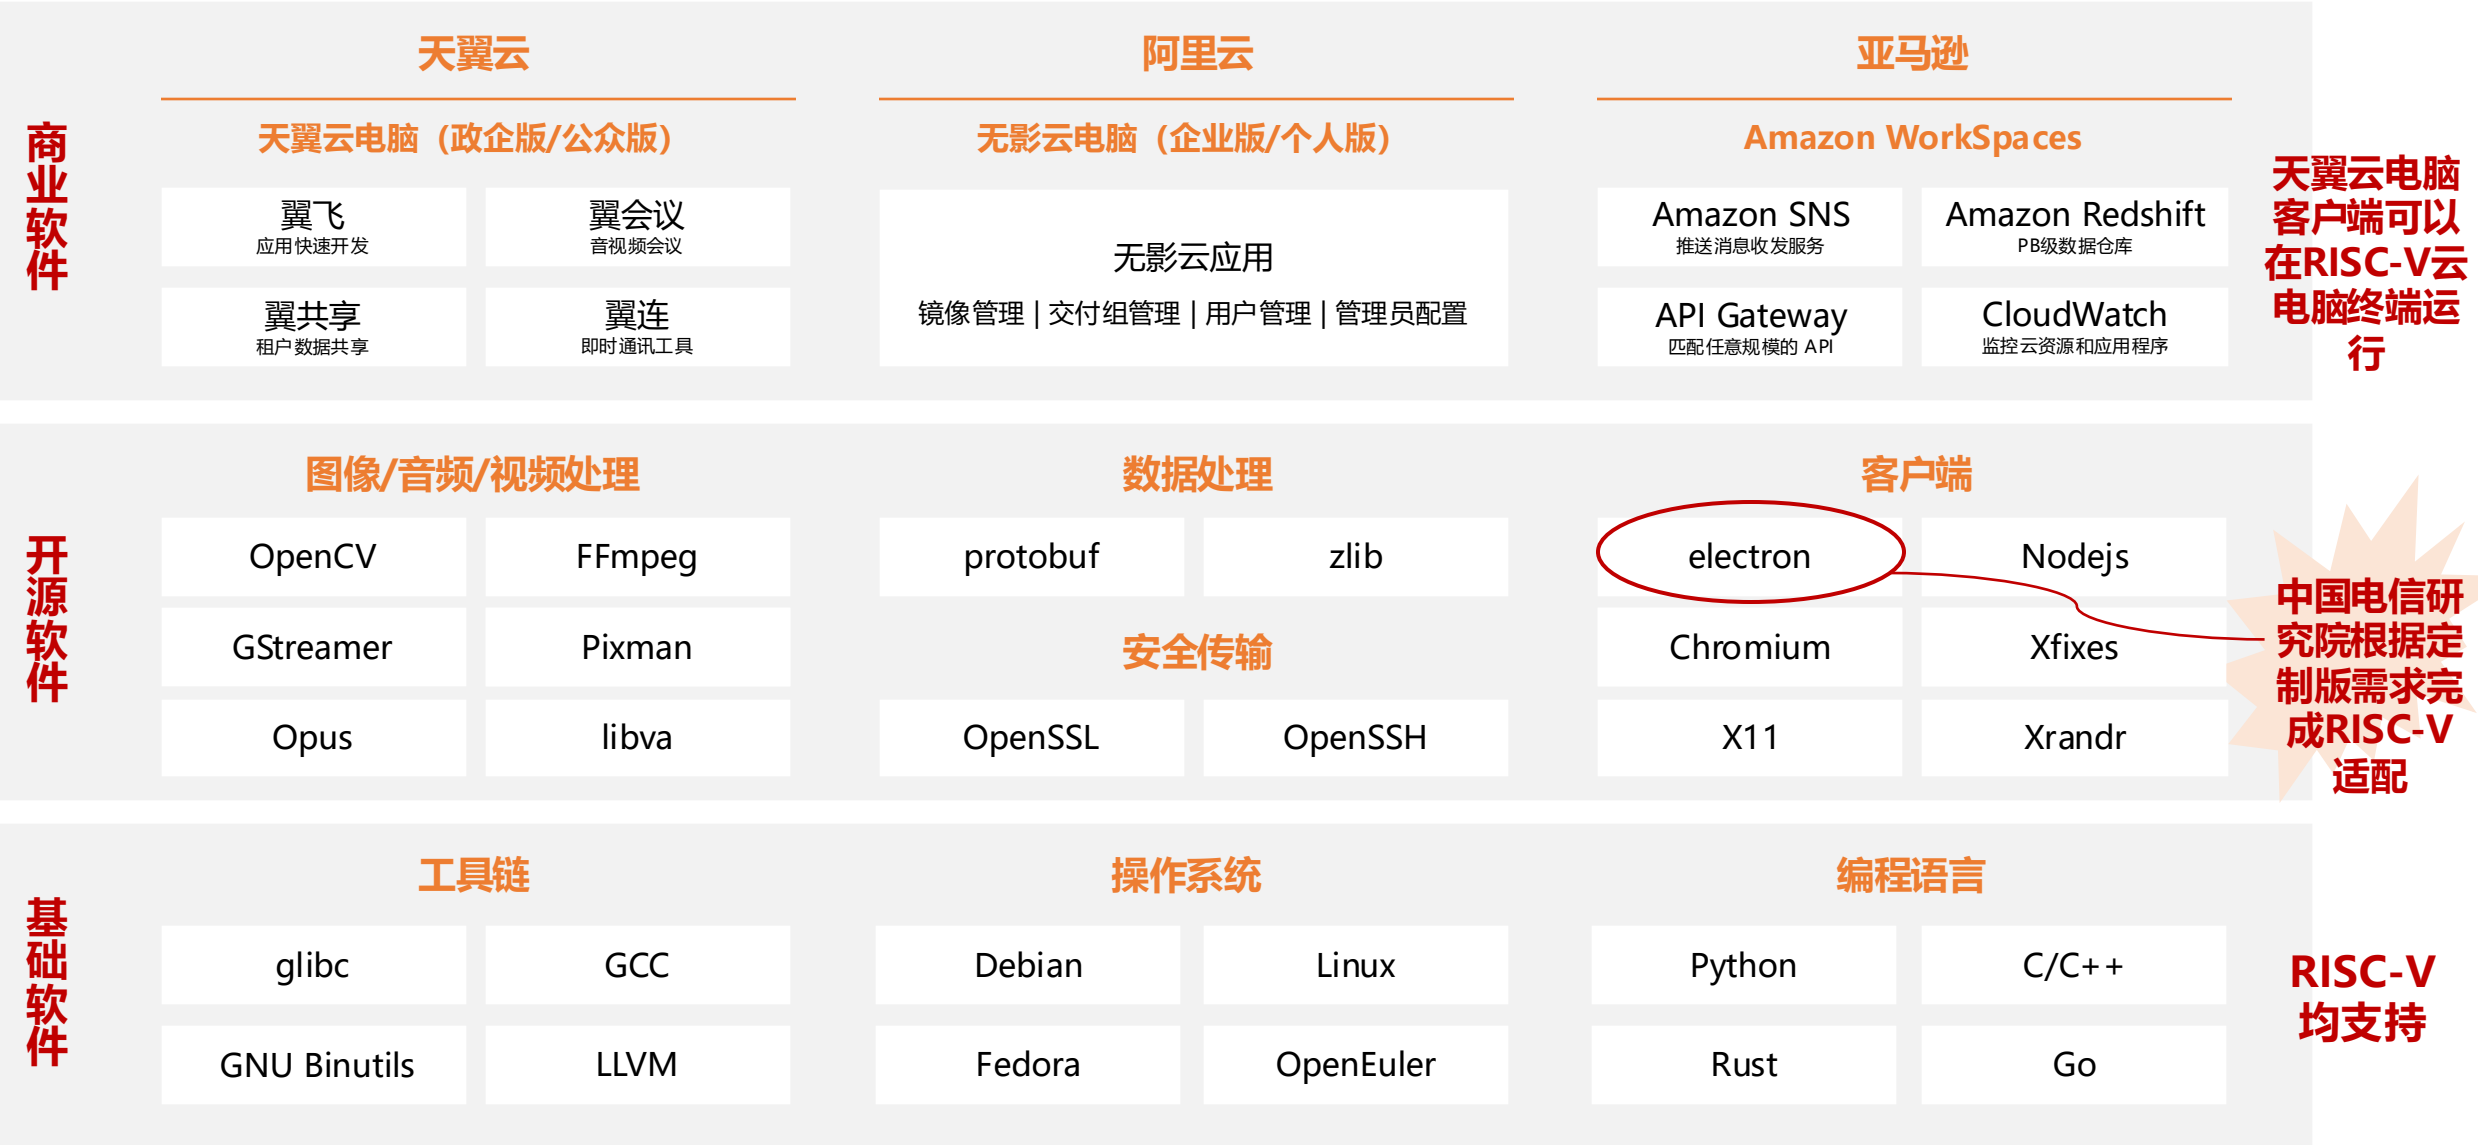 商业软件
天翼云
天翼云电脑（政企版/公众版）
翼飞
应用快速开发
翼会议
音视频会议
翼共享
租户数据共享
翼连
即时通讯工具
阿里云
无影云电脑（企业版/个人版）
无影云应用
镜像管理 | 交付组管理 | 用户管理 | 管理员配置
亚马逊
Amazon WorkSpaces
Amazon SNS
推送消息收发服务
Amazon Redshift
PB级数据仓库
API Gateway
匹配任意规模的 API
CloudWatch
监控云资源和应用程序
天翼云电脑
客户端可以
在RISC-V云
电脑终端运
行
开源软件
图像/音频/视频处理
OpenCV
FFmpeg
GStreamer
Pixman
Opus
libva
数据处理
protobuf
zlib
安全传输
OpenSSL
OpenSSH
客户端
electron
Nodejs
Chromium
Xfixes
X11
Xrandr
中国电信研
究院根据定
制版需求完
成RISC-V
适配
基础软件
工具链
glibc
GCC
GNU Binutils
LLVM
操作系统
Debian
Linux
Fedora
OpenEuler
编程语言
Python
C/C++
Rust
Go
RISC-V
均支持